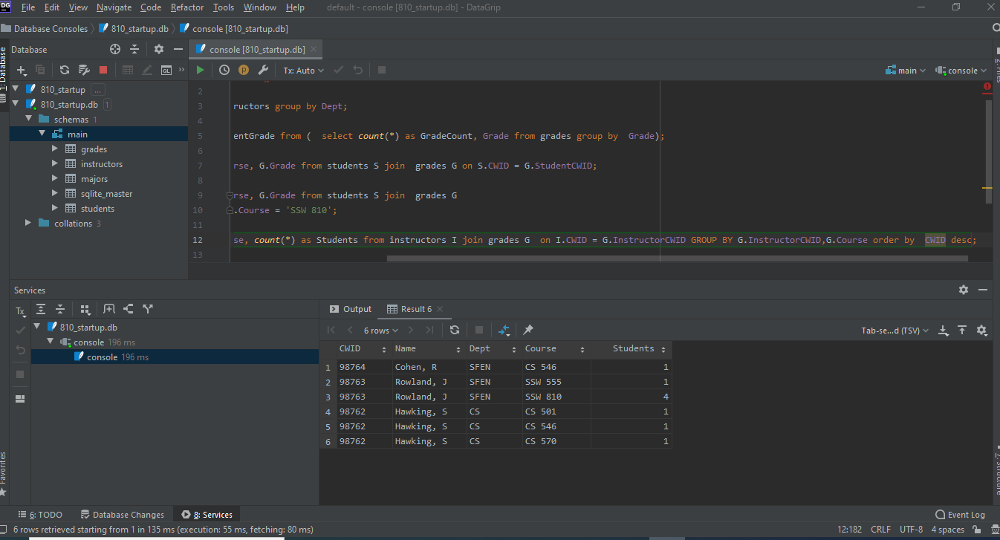 DG File Edit View Navigate Code Refactor Tools Window Help default - console [810_startup.db] - DataGrip
Database Consoles 810_startup.db console [810_startup.db]
1: Database
Database
console [810_startup.db]
QL
p Tx: Auto main console
810_startup ...
810_startup.db 1
schemas 1
main
grades
instructors
majors
sqlite_master
students
collations 3
2
3 ructors group by Dept;
4
5 entGrade from ( select count(*) as GradeCount, Grade from grades group by Grade);
6
7 rse, G.Grade from students S join grades G on S.CWID = G.StudentCWID;
8
9 rse, G.Grade from students S join grades G
10 .Course = 'SSW 810';
11
12 se, count(*) as Students from instructors I join grades G on I.CWID = G.InstructorCWID GROUP BY G.InstructorCWID,G.Course order by CWID desc;
13
Services
Tx
810_startup.db
console 196 ms
console 196 ms
Output Result 6
6 rows Tab-se...d (TSV)
CWID Name Dept Course Students
1 98764 Cohen, R SFEN CS 546 1
2 98763 Rowland, J SFEN SSW 555 1
3 98763 Rowland, J SFEN SSW 810 4
4 98762 Hawking, S CS CS 501 1
5 98762 Hawking, S CS CS 546 1
6 98762 Hawking, S CS CS 570 1
Favorites
6: TODO Database Changes 8: Services Event Log
6 rows retrieved starting from 1 in 135 ms (execution: 55 ms, fetching: 80 ms) 12:182 CRLF UTF-8 4 spaces